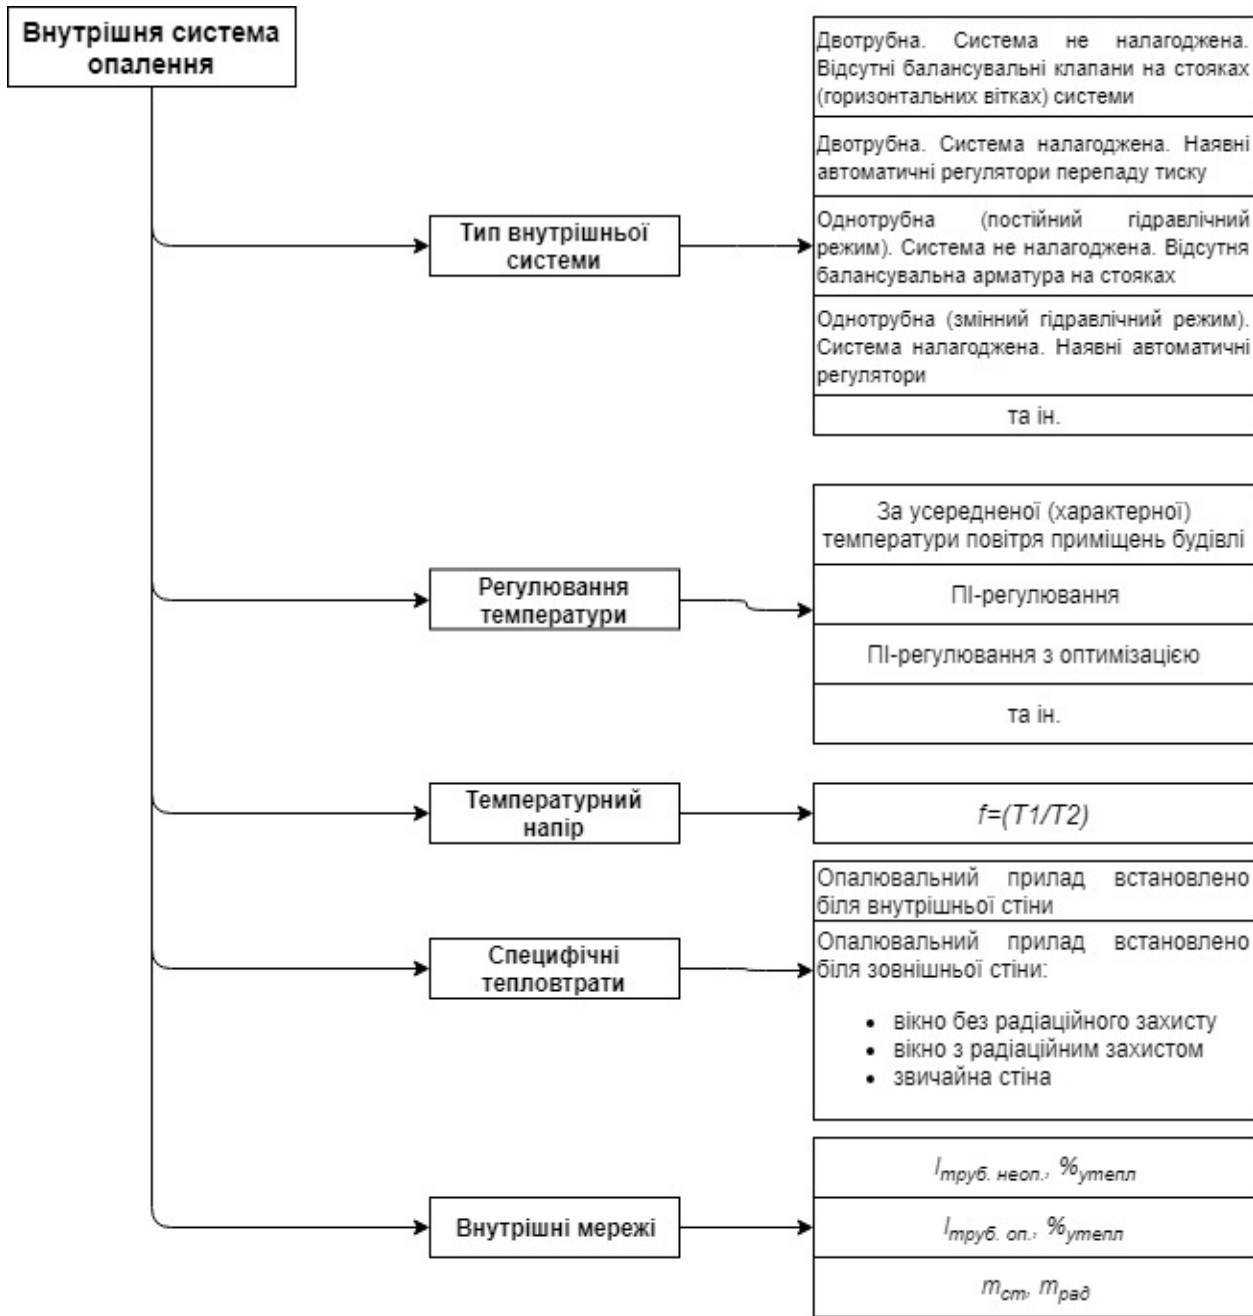 Внутрішня система
опалення
Двотрубна. Система не налагоджена.
Відсутні балансувальні клапани на стояках
(горизонтальних вітках) системи
Двотрубна. Система налагоджена. Наявні
автоматичні регулятори перепаду тиску
Тип внутрішньої
системи
Однотрубна (постійний гідравлічний
режим). Система не налагоджена. Відсутня
балансувальна арматура на стояках
Однотрубна (змінний гідравлічний режим).
Система налагоджена. Наявні автоматичні
регулятори
та ін.
Регулювання
температури
За усередненої (характерної)
температури повітря приміщень будівлі
ПІ-регулювання
ПІ-регулювання з оптимізацією
та ін.
Температурний
напір
f=(T1/T2)
Специфічні
тепловтрати
Опалювальний прилад встановлено
біля внутрішньої стіни
Опалювальний прилад встановлено
біля зовнішньої стіни:
• вікно без радіаційного захисту
• вікно з радіаційним захистом
• звичайна стіна
Внутрішні мережі
l труб. неоп., % утепл
l труб. оп., % утепл
m ст, m рад